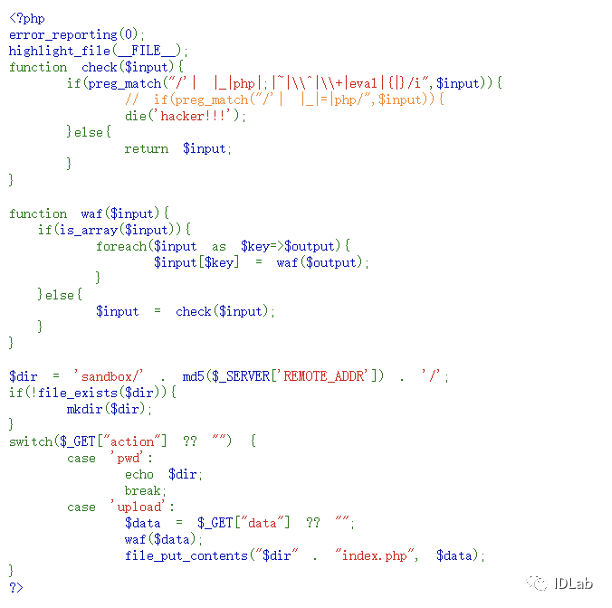 <?php
error_reporting(0);
highlight_file(__FILE__);
function check($input){
if(preg_match("/'| |_|php|;|~|\\^|\\+|eval|{|}/i",$input)){
// if(preg_match("/'| |_|=|php/",$input)){
die('hacker!!!');
}else{
return $input;
}
}
function waf($input){
if(is_array($input)){
foreach($input as $key=>$output){
$input[$key] = waf($output);
}
}else{
$input = check($input);
}
}
$dir = 'sandbox/' . md5($_SERVER['REMOTE_ADDR']) . '/';
if(!file_exists($dir)){
mkdir($dir);
}
switch($_GET["action"] ?? "") {
case 'pwd':
echo $dir;
break;
case 'upload':
$data = $_GET["data"] ?? "";
waf($data);
file_put_contents("$dir" . "index.php", $data);
}
?>
IDLab